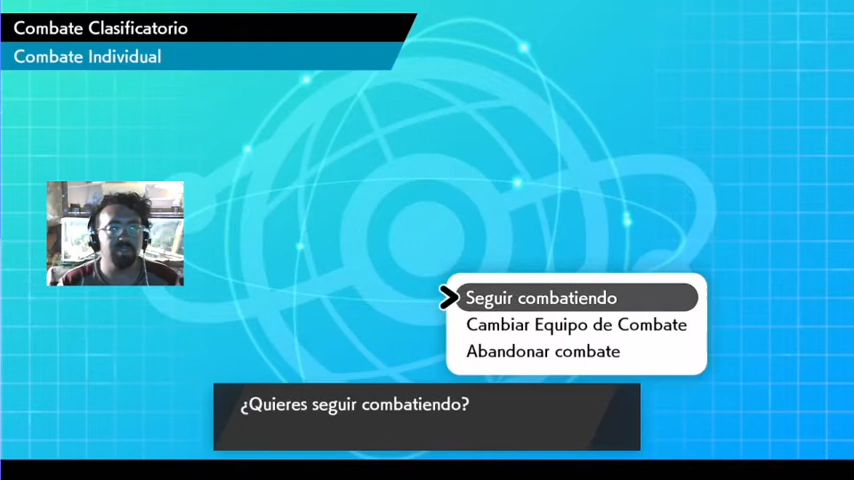 Combate Clasificatorio
Combate Individual
Seguir combatiendo
Cambiar Equipo de Combate
Abandonar combate
¿Quieres seguir combatiendo?